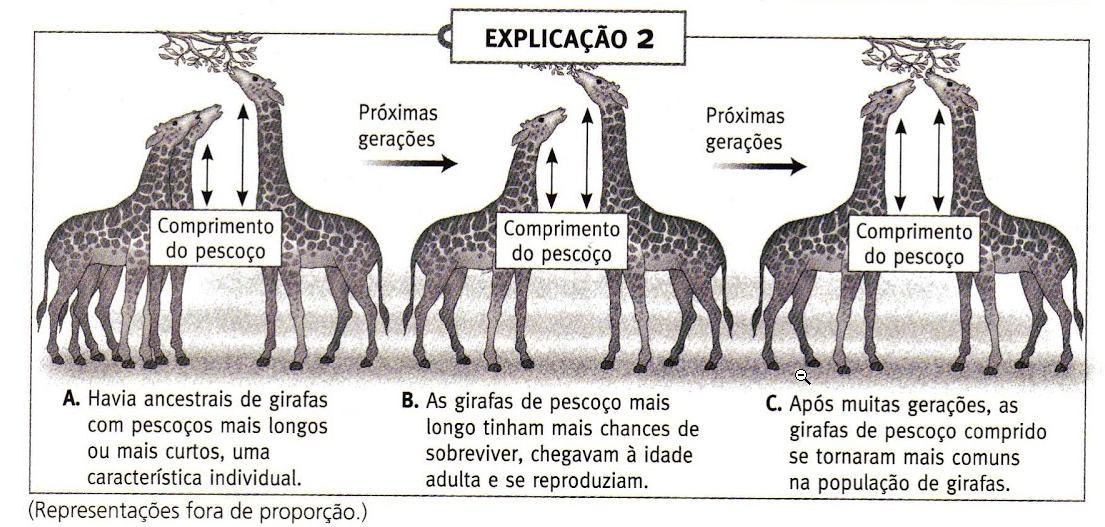 EXPLICAÇÃO 2
Próximas
gerações
Próximas
gerações
Comprimento
do pescoço
Comprimento
do pescoço
Comprimento
do pescoço
A. Havia ancestrais de girafas
com pescoços mais longos
ou mais curtos, uma
característica individual.
B. As girafas de pescoço mais
longo tinham mais chances de
sobreviver, chegavam à idade
adulta e se reproduziam.
C. Após muitas gerações, as
girafas de pescoço comprido
se tornaram mais comuns
na população de girafas.
(Representações fora de proporção.)